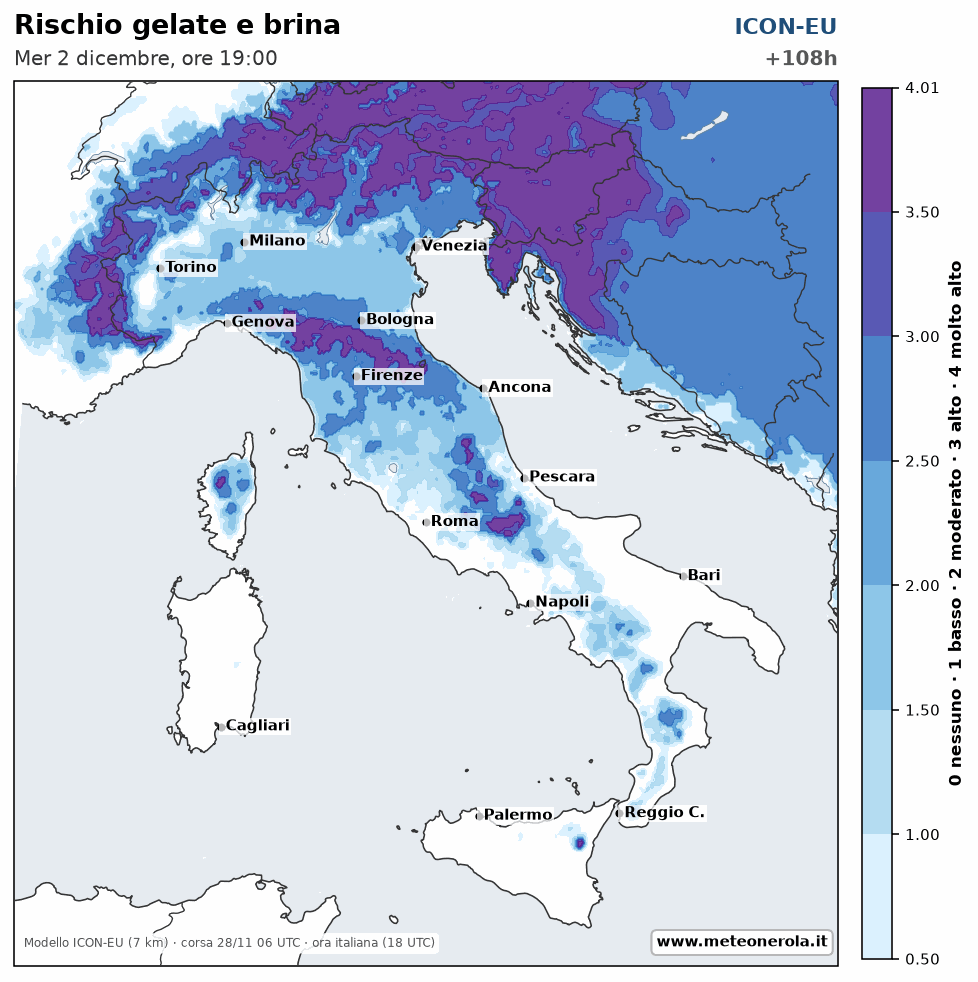 Rischio gelate e brina
ICON-EU
Mer 2 dicembre, ore 19:00
+108h
4.01
3.50
3.00
2.50
2.00
1.50
1.00
0.50
0 nessuno · 1 basso · 2 moderato · 3 alto · 4 molto alto
Milano
Venezia
Torino
Genova
Bologna
Firenze
Ancona
Pescara
Roma
Bari
Napoli
Cagliari
Palermo
Reggio C.
Modello ICON-EU (7 km) · corsa 28/11 06 UTC · ora italiana (18 UTC)
www.meteonerola.it